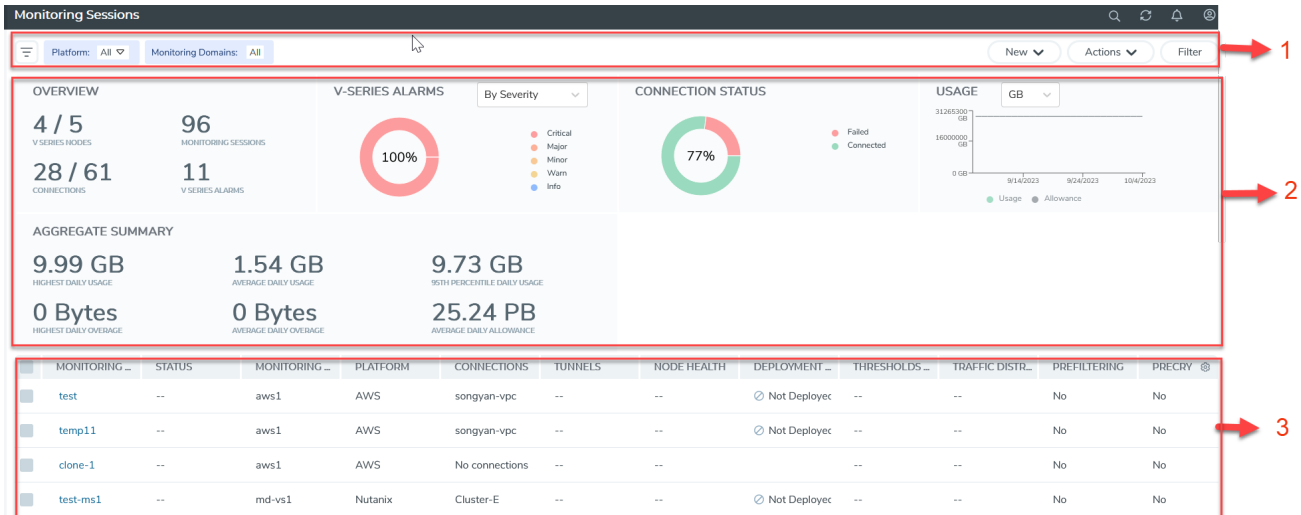 Monitoring Sessions
Platform: All Monitoring Domains: All New Actions Filter
1
OVERVIEW
4 / 5
V SERIES NODES
96
MONITORING SESSIONS
28 / 61
CONNECTIONS
11
V SERIES ALARMS
V-SERIES ALARMS
By Severity
100%
Critical
Major
Minor
Warn
Info
CONNECTION STATUS
77%
Failed
Connected
USAGE
GB
31265300
GB
16000000
GB
0 GB
9/14/2023 9/24/2023 10/4/2023
Usage Allowance
2
AGGREGATE SUMMARY
9.99 GB
HIGHEST DAILY USAGE
1.54 GB
AVERAGE DAILY USAGE
9.73 GB
95TH PERCENTILE DAILY USAGE
0 Bytes
HIGHEST DAILY OVERAGE
0 Bytes
AVERAGE DAILY OVERAGE
25.24 PB
AVERAGE DAILY ALLOWANCE
MONITORING ... STATUS MONITORING ... PLATFORM CONNECTIONS TUNNELS NODE HEALTH DEPLOYMENT ... THRESHOLDS ... TRAFFIC DISTR... PREFILTERING PRECRY
test -- aws1 AWS songyan-vpc -- -- Not Deployed -- -- No No
temp11 -- aws1 AWS songyan-vpc -- -- Not Deployed -- -- No No
3
clone-1 -- aws1 AWS No connections -- -- -- -- No No
test-ms1 -- md-vs1 Nutanix Cluster-E -- -- Not Deployed -- -- No No